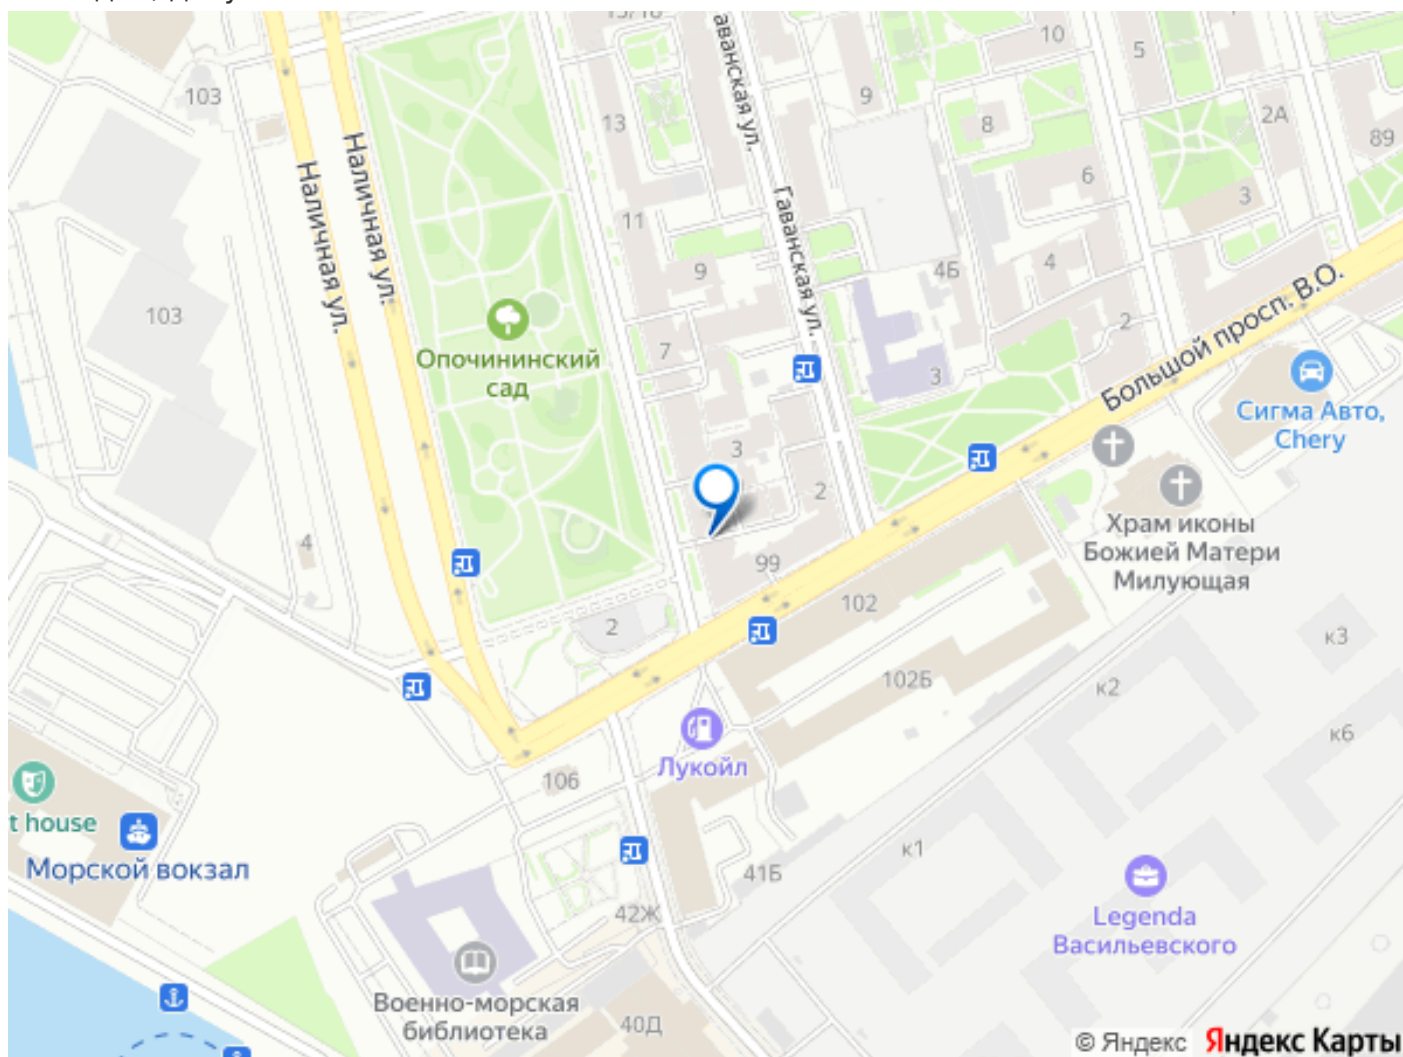 15/16
10
5
103
13
9
8
2А
89
аванская ул.
Наличная ул.
Наличная ул.
6
3
11
Гаванская ул.
4Б
4
9
103
Большой просп. В.О.
2
7
Опочининский
сад
3
Сигма Авто,
Chery
3
2
4
Храм иконы
Божией Матери
Милующая
99
102
2
к3
102Б
к2
Лукойл
106
к6
t house
Морской вокзал
к1
41Б
42Ж
Legenda
Васильевского
Военно-морская
библиотека
40Д
© Яндекс Яндекс Карты